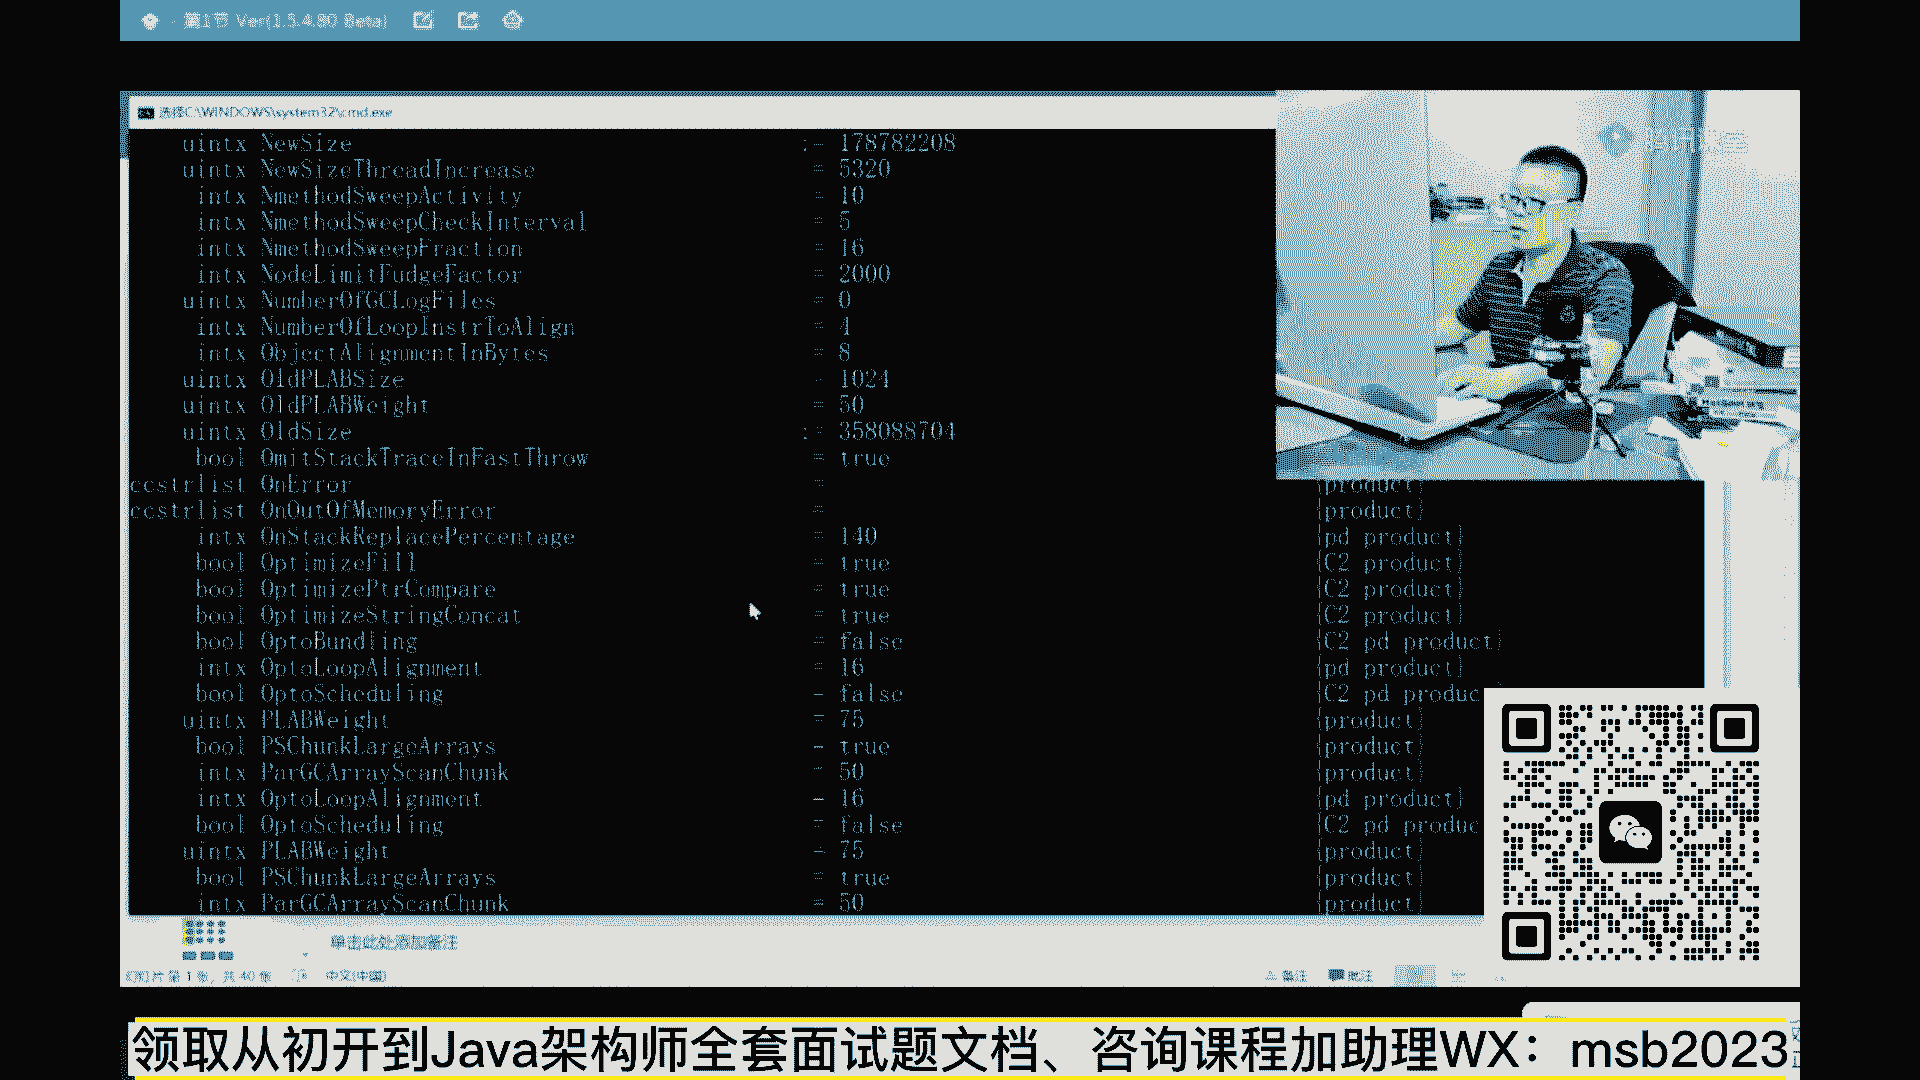 第1节 Ver(1.5.4.80 Beta)
选择C:\WINDOWS\system32\cmd.exe
uintx NewSize := 178782208
uintx NewSizeThreadIncrease = 5320
intx NmethodSweepActivity = 10
intx NmethodSweepCheckInterval = 5
intx NmethodSweepFraction = 16
intx NodeLimitFudgeFactor = 2000
uintx NumberOfGCLogFiles = 0
intx NumberOfLoopInstrToAlign = 4
intx ObjectAlignmentInBytes = 8
uintx OldPLABSize = 1024
uintx OldPLABWeight = 50
uintx OldSize := 358088704
bool OmitStackTraceInFastThrow = true
ccstrlist OnError = {product}
ccstrlist OnOutOfMemoryError = {product}
intx OnStackReplacePercentage = 140 {pd product}
bool OptimizeFill = true {C2 product}
bool OptimizePtrCompare = true {C2 product}
bool OptimizeStringConcat = true {C2 product}
bool OptoBundling = false {C2 pd product}
intx OptoLoopAlignment = 16 {pd product}
bool OptoScheduling = false {C2 pd produc
uintx PLABWeight = 75 {product}
bool PSChunkLargeArrays = true {product}
intx ParGCArrayScanChunk = 50 {product}
intx OptoLoopAlignment = 16 {pd product}
bool OptoScheduling = false {C2 pd produc
uintx PLABWeight = 75 {product}
bool PSChunkLargeArrays = true {product}
intx ParGCArrayScanChunk = 50 {product}
单击此处添加备注
幻灯片 第 1 张，共 40 张 中文(中国) 备注 批注
领取从初开到Java架构师全套面试题文档、咨询课程加助理WX：msb2023